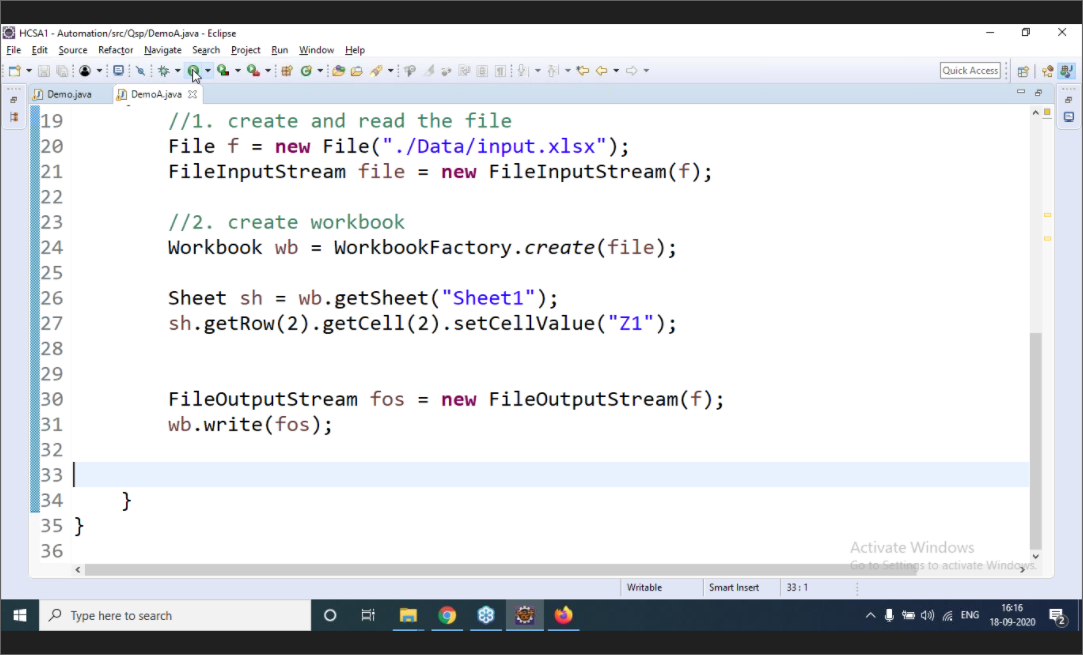 HCSA1 - Automation/src/Qsp/DemoA.java - Eclipse
File Edit Source Refactor Navigate Search Project Run Window Help
Quick Access
Demo.java DemoA.java
19 //1. create and read the file
20 File f = new File("./Data/input.xlsx");
21 FileInputStream file = new FileInputStream(f);
22
23 //2. create workbook
24 Workbook wb = WorkbookFactory.create(file);
25
26 Sheet sh = wb.getSheet("Sheet1");
27 sh.getRow(2).getCell(2).setCellValue("Z1");
28
29
30 FileOutputStream fos = new FileOutputStream(f);
31 wb.write(fos);
32
33
34 }
35 }
36
Activate Windows
Go to Settings to activate Windows.
Writable Smart Insert 33 : 1
Type here to search
ENG
16:16
18-09-2020
2